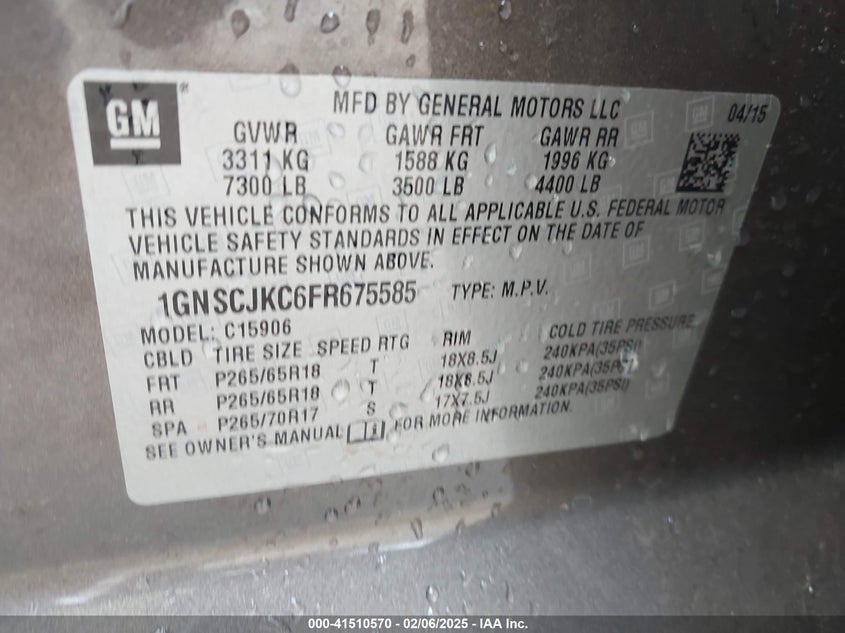 GM
MFD BY GENERAL MOTORS LLC 04/15
GVWR GAWR FRT GAWR RR
3311 KG 1588 KG 1996 KG
7300 LB 3500 LB 4400 LB
THIS VEHICLE CONFORMS TO ALL APPLICABLE U.S. FEDERAL MOTOR
VEHICLE SAFETY STANDARDS IN EFFECT ON THE DATE OF
MANUFACTURE SHOWN ABOVE.
1GNSCJKC6FR675585 TYPE: M.P.V.
MODEL: C15906
CBLD TIRE SIZE SPEED RTG RIM COLD TIRE PRESSURE
FRT P265/65R18 T 18X8.5J 240KPA(35PSI)
RR P265/65R18 T 18X8.5J 240KPA(35PSI)
SPA P265/70R17 S 17X7.5J 240KPA(35PSI)
SEE OWNER'S MANUAL FOR MORE INFORMATION.
000-41510570 - 02/06/2025 - IAA Inc.